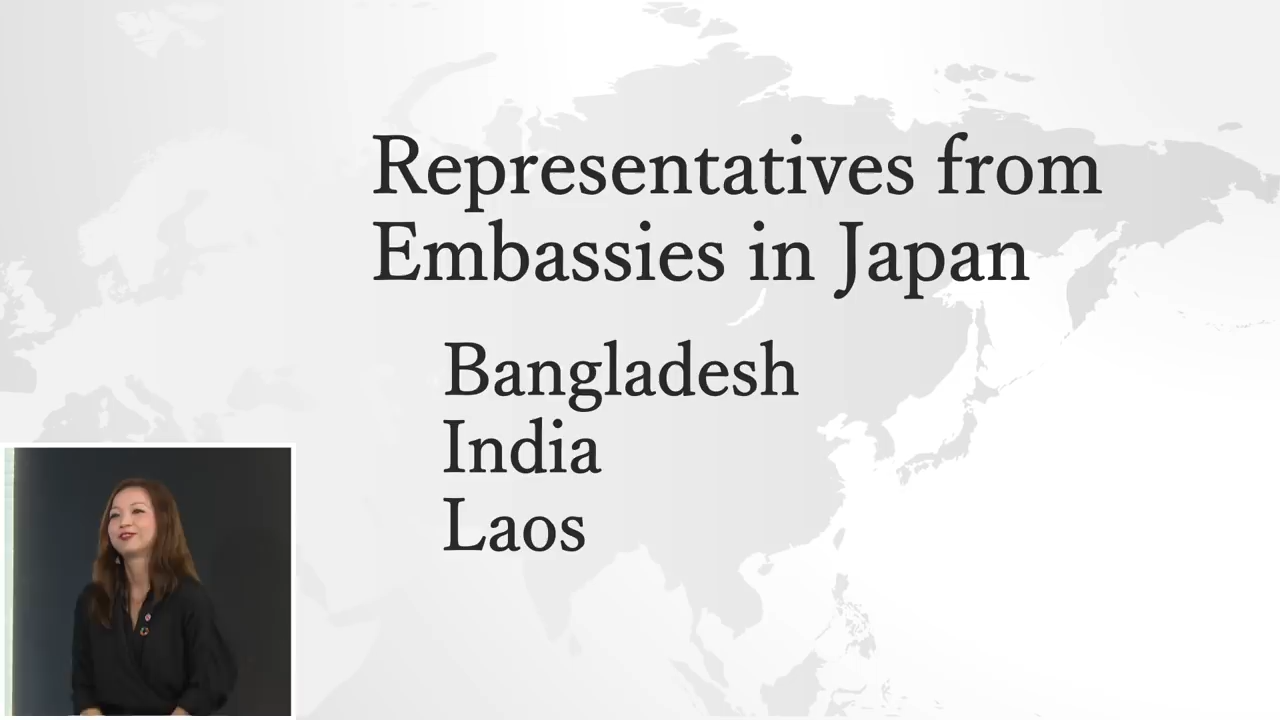 Representatives from
Embassies in Japan
Bangladesh
India
Laos